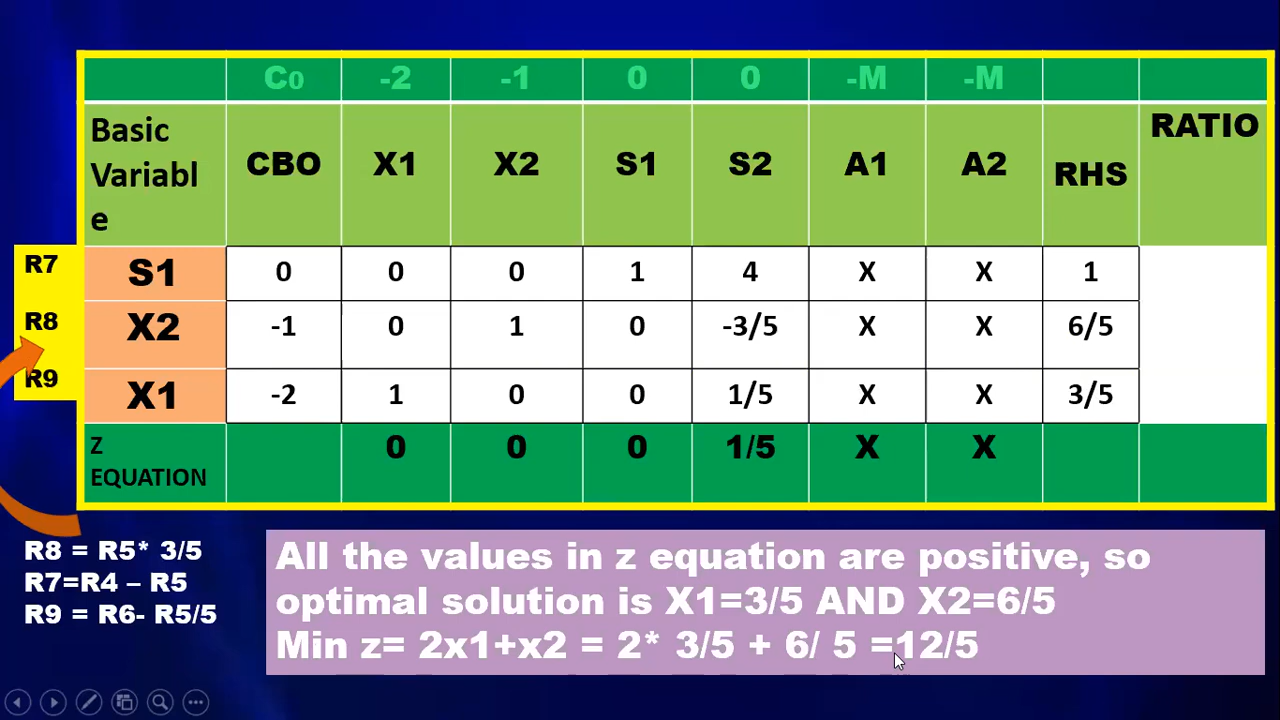 C0 -2 -1 0 0 -M -M
Basic Variabl e CBO X1 X2 S1 S2 A1 A2 RHS RATIO
R7 S1 0 0 0 1 4 X X 1
R8 X2 -1 0 1 0 -3/5 X X 6/5
R9 X1 -2 1 0 0 1/5 X X 3/5
Z EQUATION 0 0 0 1/5 X X
R8 = R5* 3/5
R7=R4 – R5
R9 = R6- R5/5
All the values in z equation are positive, so
optimal solution is X1=3/5 AND X2=6/5
Min z= 2x1+x2 = 2* 3/5 + 6/ 5 =12/5